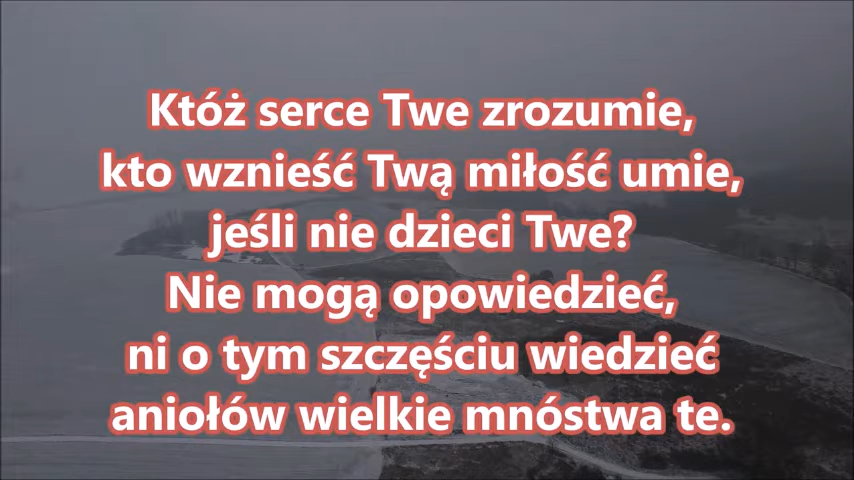 Któż serce Twe zrozumie,
kto wznieść Twą miłość umie,
jeśli nie dzieci Twe?
Nie mogą opowiedzieć,
ni o tym szczęściu wiedzieć
aniołów wielkie mnóstwa te.